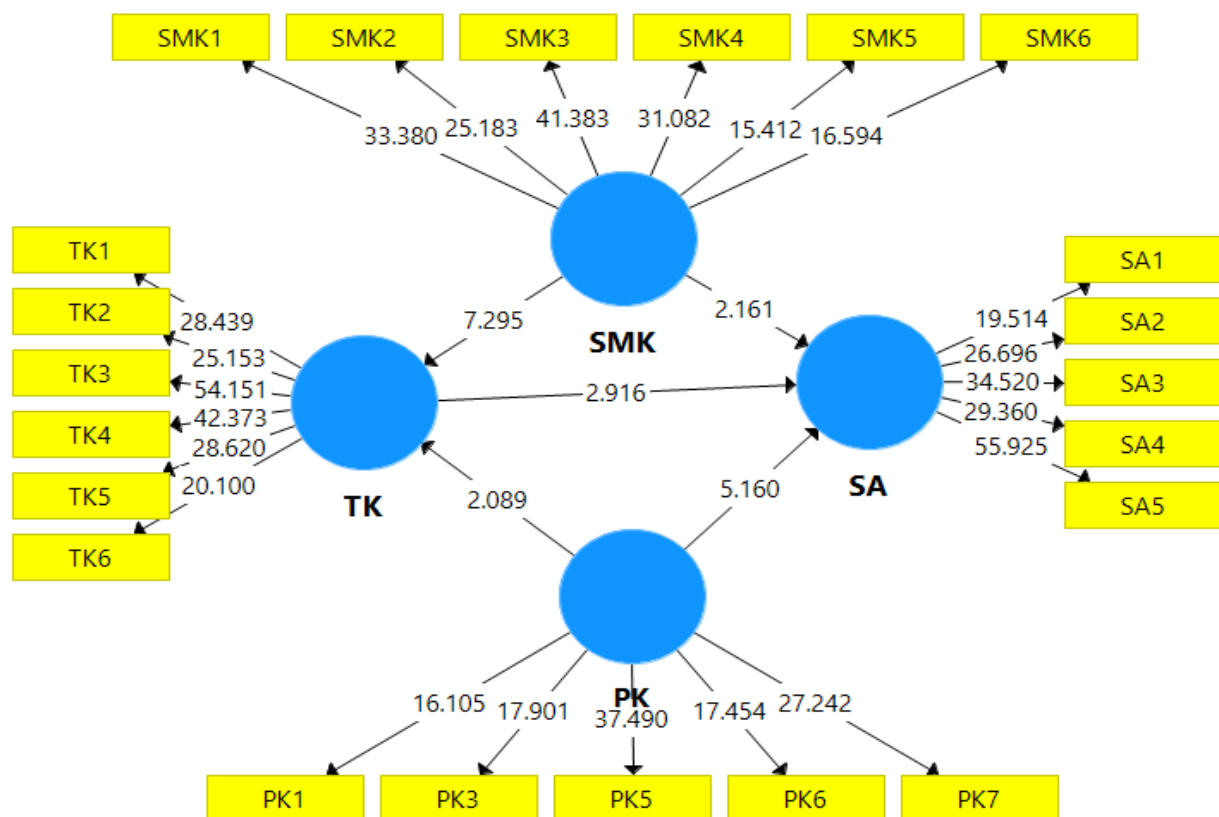 SMK1 SMK2 SMK3 SMK4 SMK5 SMK6
33.380 25.183 41.383 31.082 15.412 16.594
TK1
TK2
TK3
TK4
TK5
TK6
28.439
25.153
54.151
42.373
28.620
20.100
TK
7.295
SMK
2.161
2.916
2.089
5.160
SA
19.514
26.696
34.520
29.360
55.925
SA1
SA2
SA3
SA4
SA5
PK
16.105 17.901 37.490 17.454 27.242
PK1 PK3 PK5 PK6 PK7